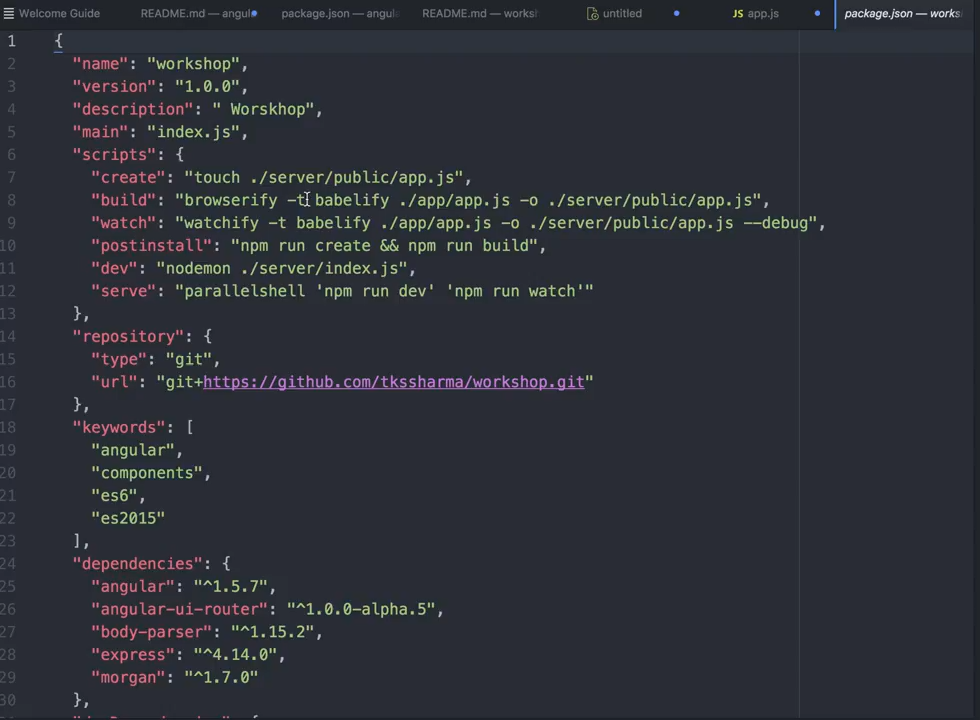 Welcome Guide README.md — angul package.json — angul README.md — worksh untitled JS app.js package.json — works
1 {
2 "name": "workshop",
3 "version": "1.0.0",
4 "description": " Worskhop",
5 "main": "index.js",
6 "scripts": {
7 "create": "touch ./server/public/app.js",
8 "build": "browserify -t babelify ./app/app.js -o ./server/public/app.js",
9 "watch": "watchify -t babelify ./app/app.js -o ./server/public/app.js --debug",
10 "postinstall": "npm run create && npm run build",
11 "dev": "nodemon ./server/index.js",
12 "serve": "parallelshell 'npm run dev' 'npm run watch'"
13 },
14 "repository": {
15 "type": "git",
16 "url": "git+https://github.com/tkssharma/workshop.git"
17 },
18 "keywords": [
19 "angular",
20 "components",
21 "es6",
22 "es2015"
23 ],
24 "dependencies": {
25 "angular": "^1.5.7",
26 "angular-ui-router": "^1.0.0-alpha.5",
27 "body-parser": "^1.15.2",
28 "express": "^4.14.0",
29 "morgan": "^1.7.0"
30 },